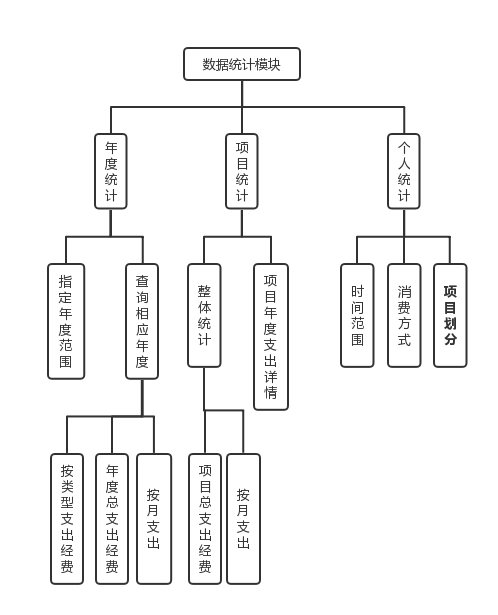 数据统计模块
年度统计
项目统计
个人统计
指定年度范围
查询相应年度
整体统计
项目年度支出详情
时间范围
消费方式
项目划分
按类型支出经费
年度总支出经费
按月支出
项目总支出经费
按月支出